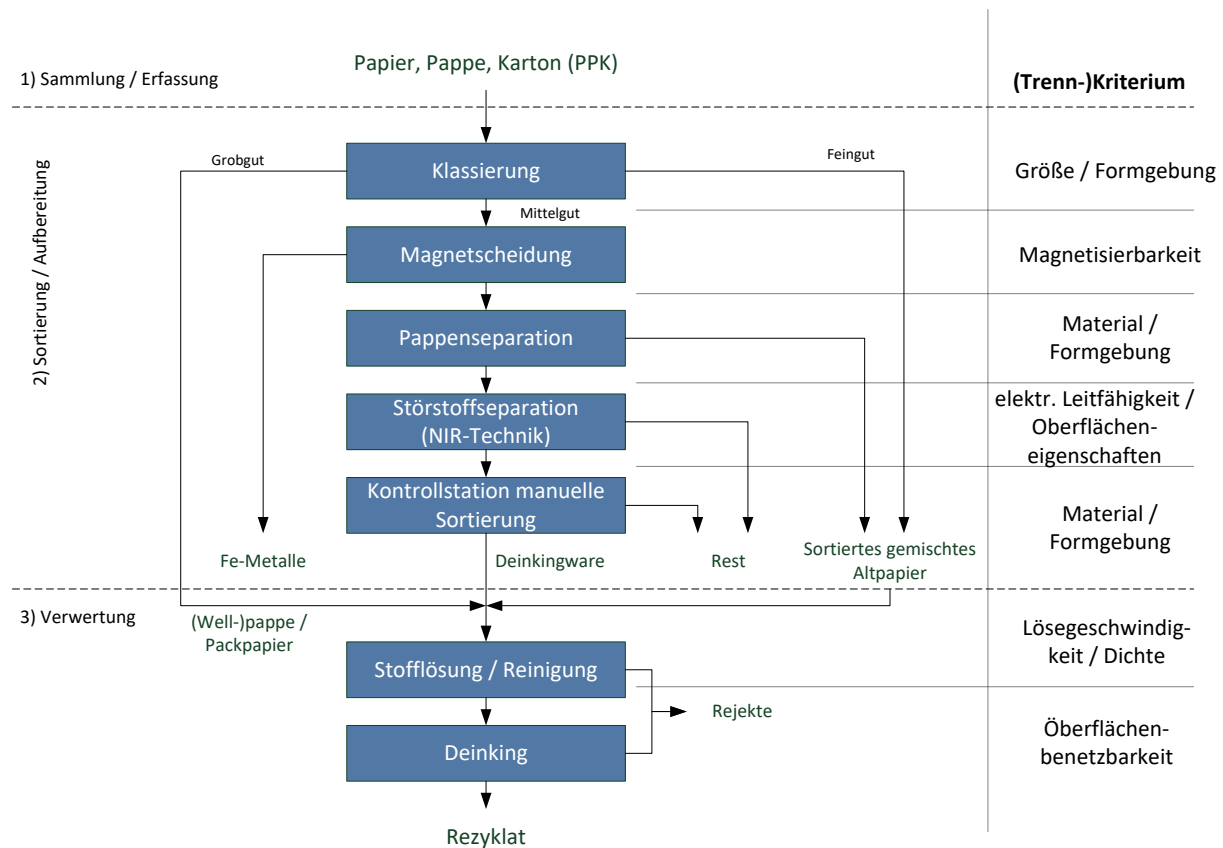 Papier, Pappe, Karton (PPK)
1) Sammlung / Erfassung
(Trenn-)Kriterium
Grobgut
Feingut
Klassierung
Größe / Formgebung
Mittelgut
2) Sortierung / Aufbereitung
Magnetscheidung
Magnetisierbarkeit
Pappenseparation
Material /
Formgebung
Störstoffseparation
(NIR-Technik)
elektr. Leitfähigkeit /
Oberflächen-
eigenschaften
Kontrollstation manuelle
Sortierung
Material /
Formgebung
Fe-Metalle
Deinkingware
Rest
Sortiertes gemischtes
Altpapier
3) Verwertung
(Well-)pappe /
Packpapier
Lösegeschwindig-
keit / Dichte
Stofflösung / Reinigung
Rejekte
Deinking
Öberflächen-
benetzbarkeit
Rezyklat